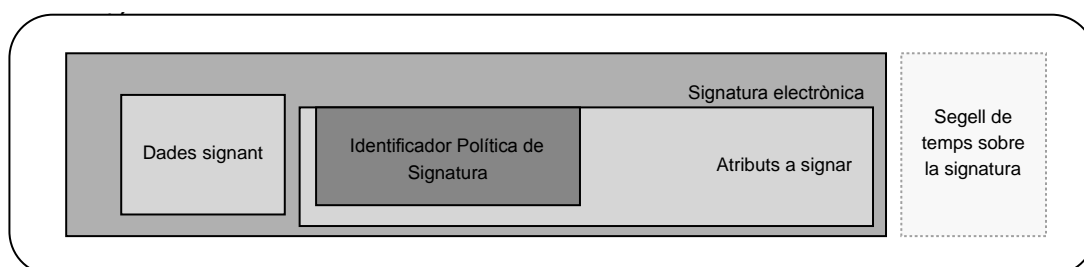 Signatura electrònica
Dades signant
Identificador Política de
Signatura
Atributs a signar
Segell de
temps sobre
la signatura